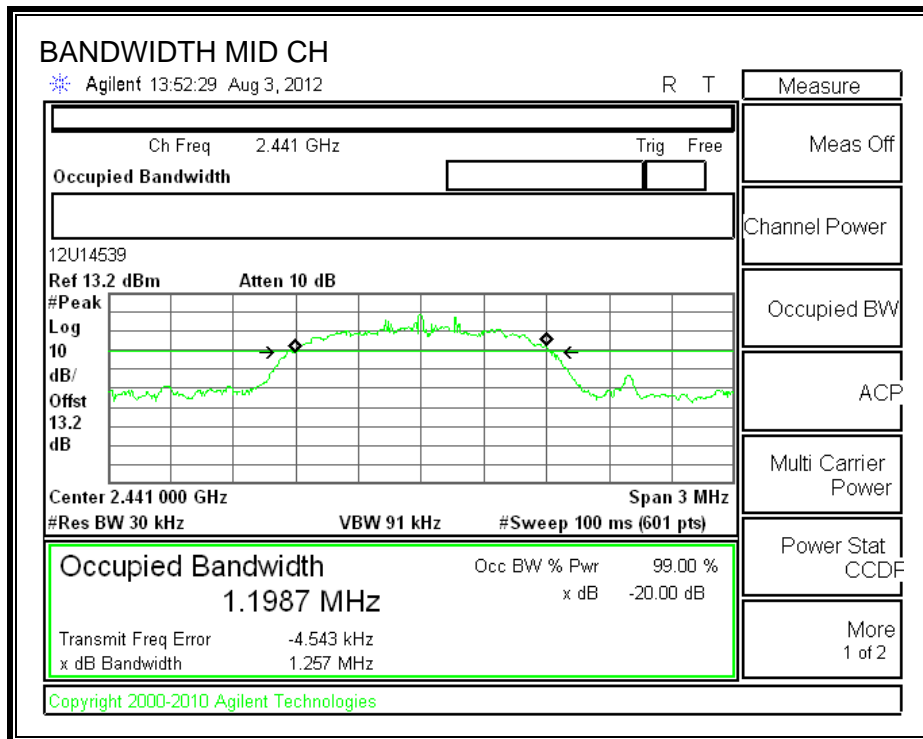 BANDWIDTH MID CH
Agilent 13:52:29 Aug 3, 2012 R T
Measure
Ch Freq 2.441 GHz Trig Free
Meas Off
Occupied Bandwidth
Channel Power
12U14539
Ref 13.2 dBm Atten 10 dB
#Peak
Log
10
dB/
Offst
13.2
dB
Occupied BW
ACP
Multi Carrier
Power
Center 2.441 000 GHz Span 3 MHz
#Res BW 30 kHz VBW 91 kHz #Sweep 100 ms (601 pts)
Power Stat
CCDF
Occupied Bandwidth Occ BW % Pwr 99.00 %
1.1987 MHz x dB -20.00 dB
Transmit Freq Error -4.543 kHz
x dB Bandwidth 1.257 MHz
More
1 of 2
Copyright 2000-2010 Agilent Technologies